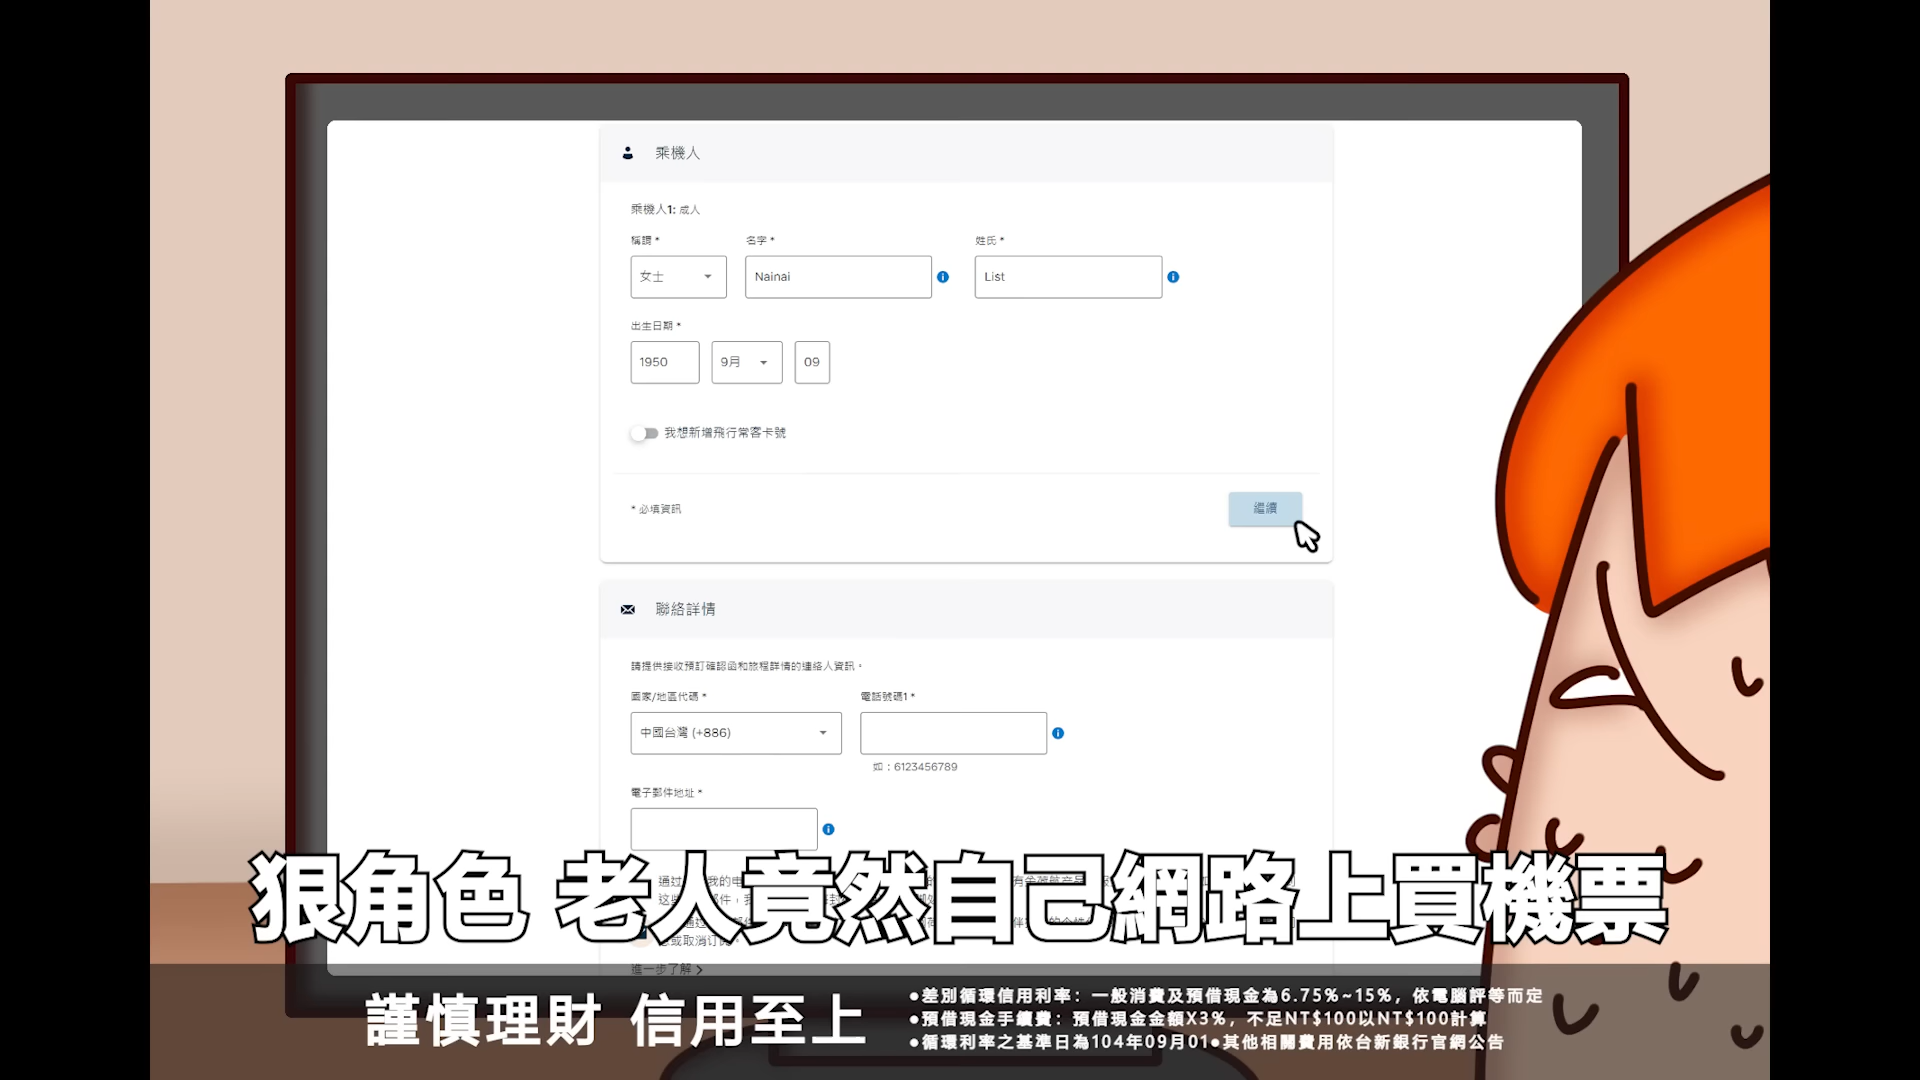 乘機人
乘機人1: 成人
稱謂 * 名字 * 姓氏 *
女士 Nainai List
出生日期 *
1950 9月 09
我想新增飛行常客卡號
* 必填資訊 繼續
聯絡詳情
請提供接收預訂確認函和旅程詳情的連絡人資訊。
國家/地區代碼 * 電話號碼1 *
中國台灣 (+886)
如：6123456789
電子郵件地址 *
狠角色 老人竟然自己網路上買機票
進一步了解
謹慎理財 信用至上
●差別循環信用利率：一般消費及預借現金為6.75%~15%，依電腦評等而定
●預借現金手續費：預借現金金額X3%，不足NT$100以NT$100計算
●循環利率之基準日為104年09月01●其他相關費用依台新銀行官網公告